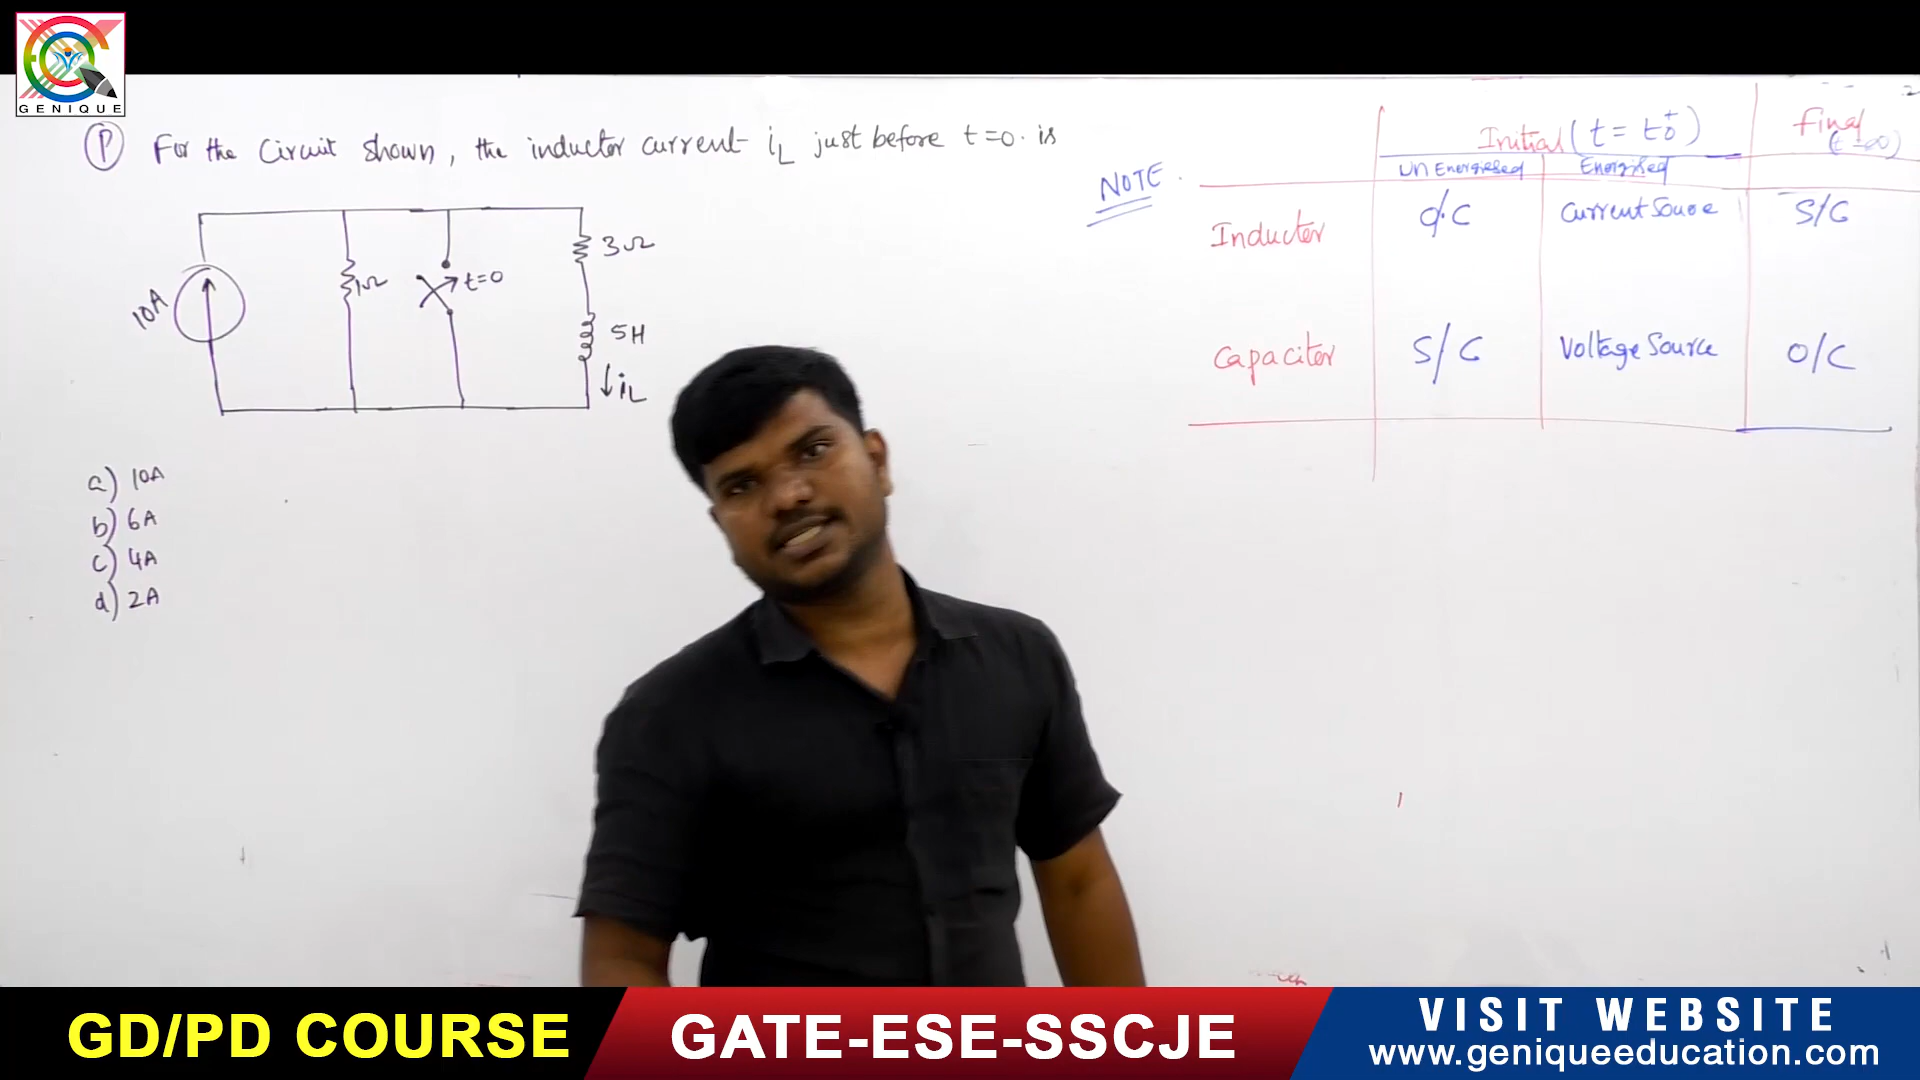 GENIQUE
P For the Circuit shown, the inductor current iL just before t=0. is
10A
1Ω
t=0
3Ω
5H
iL
a) 10A
b) 6A
c) 4A
d) 2A
NOTE
Initial (t = t0+)
Final
(t=∞)
UN Energiesed
Energised
Inductor
O/C
Current Source
S/C
Capacitor
S/C
Voltage Source
O/C
GD/PD COURSE
GATE-ESE-SSCJE
VISIT WEBSITE
www.geniqueeducation.com